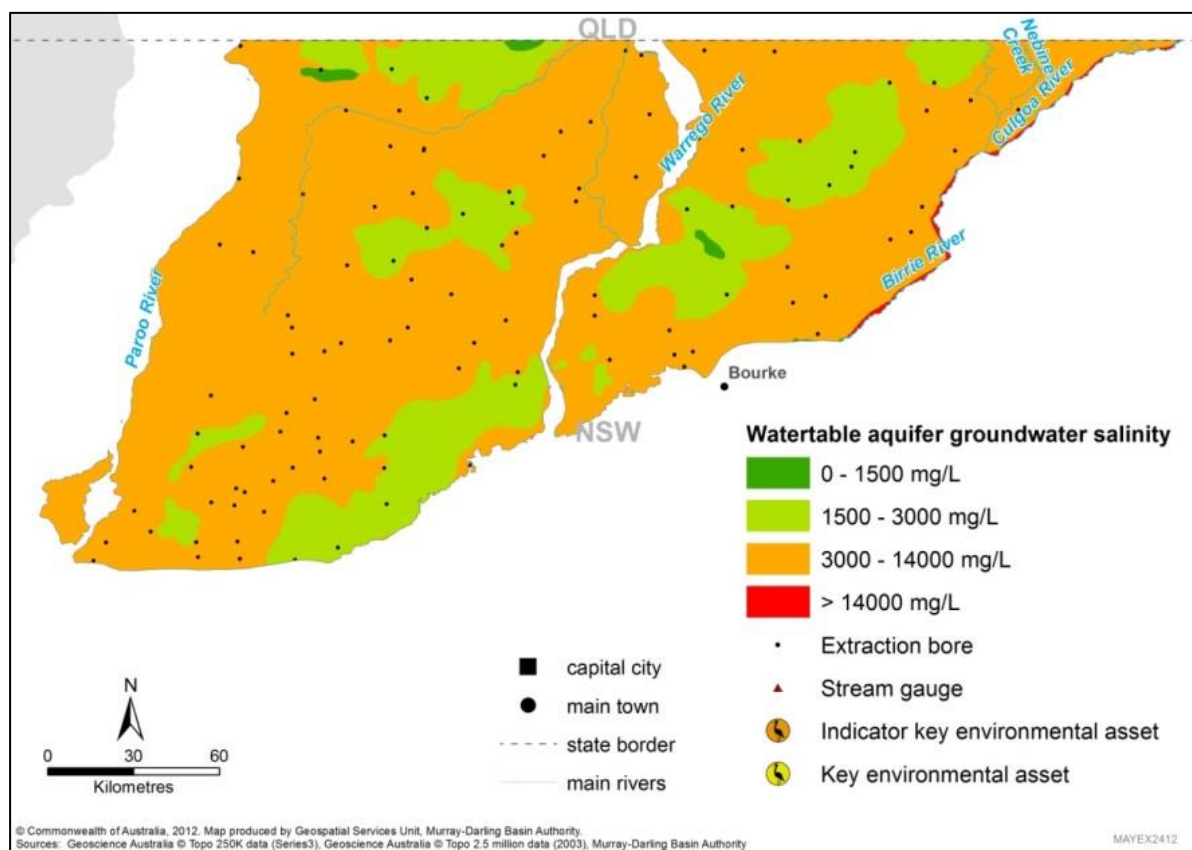 QLD
Nebine
Creek
Culgoa River
Warrego River
Birrie River
Paroo River
Bourke
NSW
Watertable aquifer groundwater salinity
0 - 1500 mg/L
1500 - 3000 mg/L
3000 - 14000 mg/L
> 14000 mg/L
Extraction bore
Stream gauge
Indicator key environmental asset
Key environmental asset
capital city
main town
state border
main rivers
N
0 30 60
Kilometres
© Commonwealth of Australia, 2012. Map produced by Geospatial Services Unit, Murray-Darling Basin Authority.
Sources: Geoscience Australia © Topo 250K data (Series3), Geoscience Australia © Topo 2.5 million data (2003), Murray-Darling Basin Authority
MAYEX2412